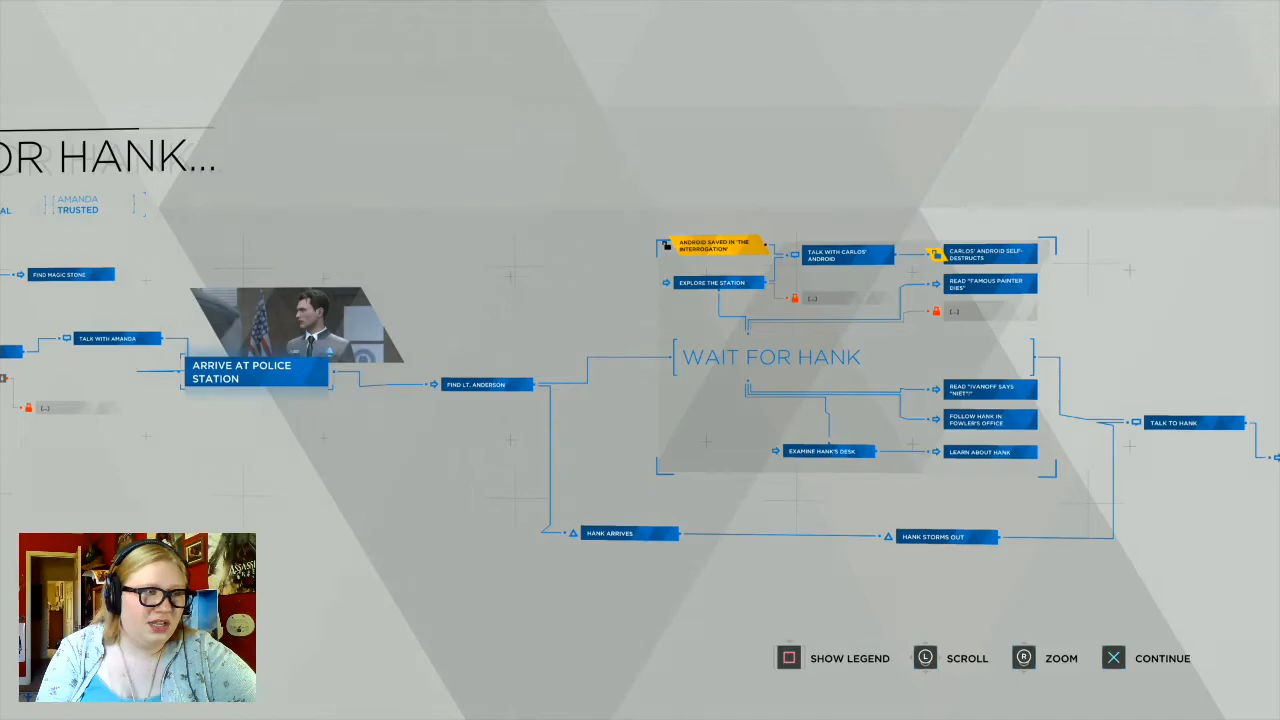 OR HANK...
AL
AMANDA
TRUSTED
FIND MAGIC STONE
TALK WITH AMANDA
[...]
ARRIVE AT POLICE
STATION
FIND LT. ANDERSON
ANDROID SAVED IN 'THE
INTERROGATION'
EXPLORE THE STATION
TALK WITH CARLOS'
ANDROID
[...]
CARLOS' ANDROID SELF-
DESTRUCTS
READ "FAMOUS PAINTER
DIES"
[...]
WAIT FOR HANK
READ "IVANOFF SAYS
"NIET"!"
FOLLOW HANK IN
FOWLER'S OFFICE
EXAMINE HANK'S DESK
LEARN ABOUT HANK
TALK TO HANK
HANK ARRIVES
HANK STORMS OUT
ASSASSIN
SHOW LEGEND
L
SCROLL
R
ZOOM
CONTINUE